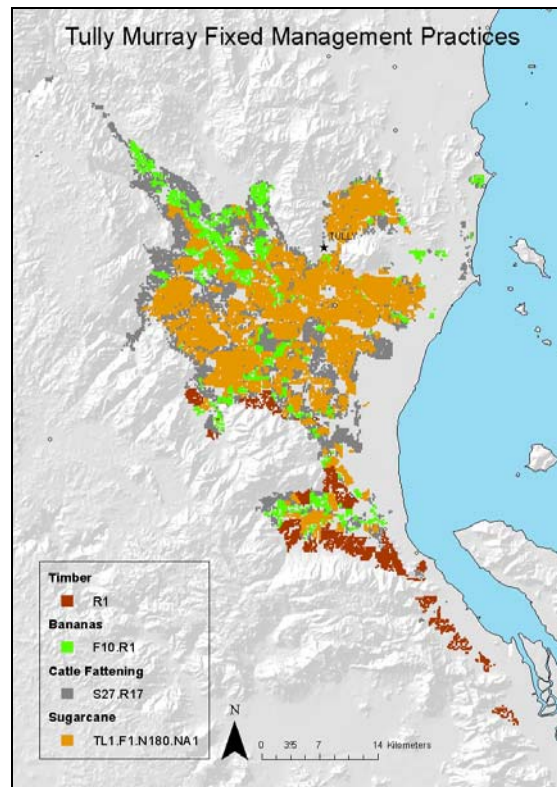 Tully Murray Fixed Management Practices
TULLY
Timber
R1
Bananas
F10.R1
Catle Fattening
S27.R17
Sugarcane
TL1.F1.N180.NA1
N
0 3.5 7 14 Kilometers